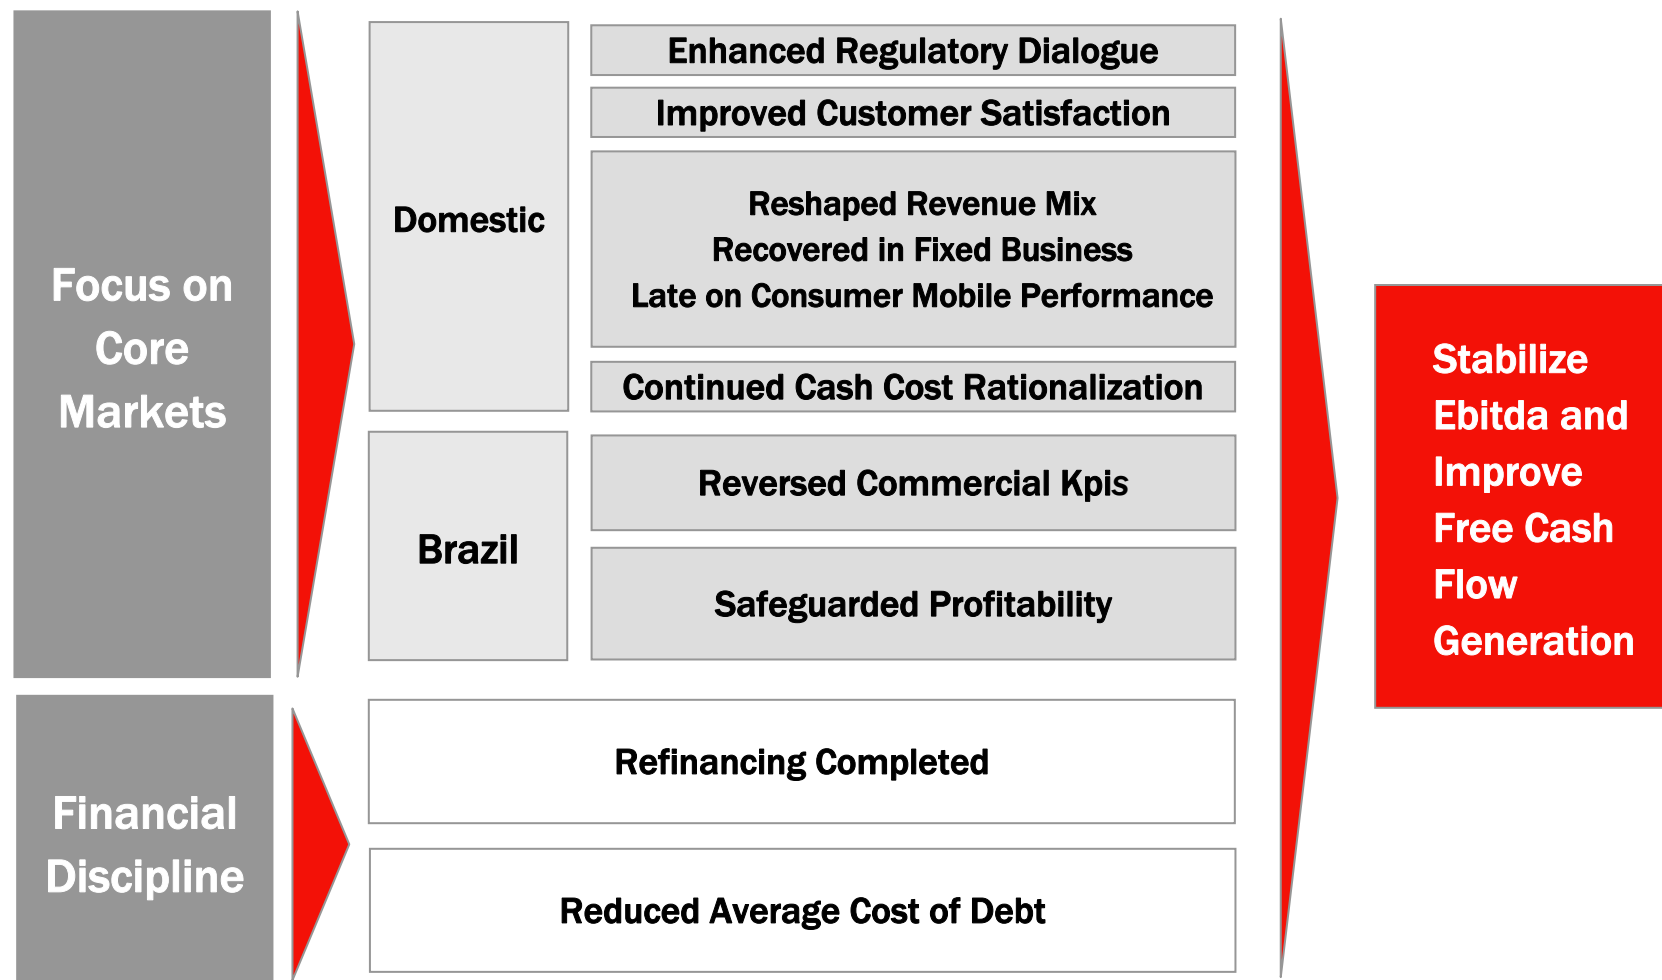 Focus on
Core
Markets
Domestic
Enhanced Regulatory Dialogue
Improved Customer Satisfaction
Reshaped Revenue Mix
Recovered in Fixed Business
Late on Consumer Mobile Performance
Continued Cash Cost Rationalization
Brazil
Reversed Commercial Kpis
Safeguarded Profitability
Financial
Discipline
Refinancing Completed
Reduced Average Cost of Debt
Stabilize
Ebitda and
Improve
Free Cash
Flow
Generation